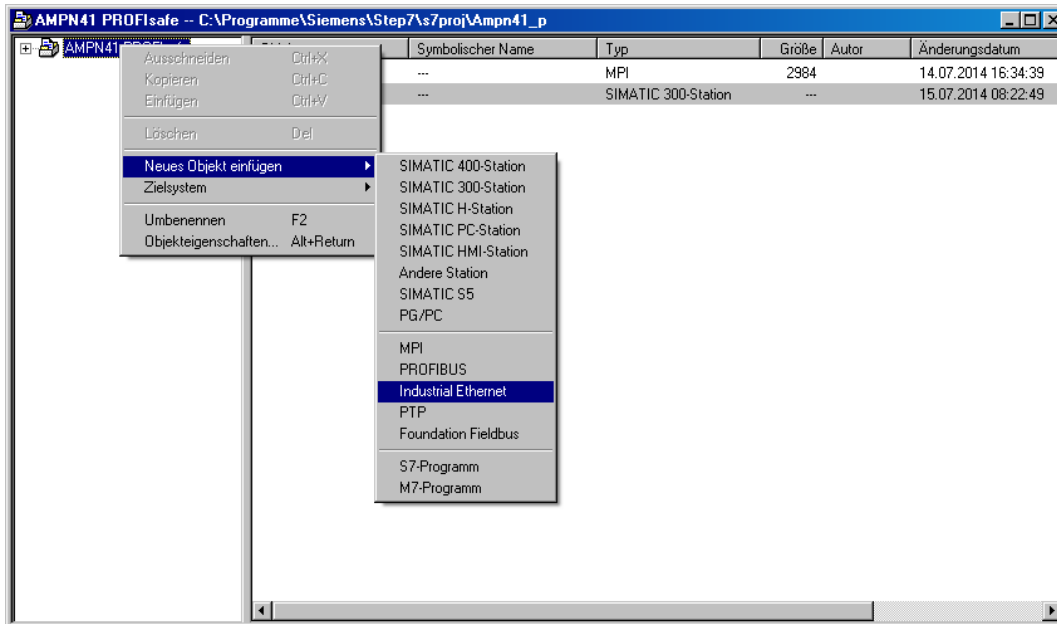 AMPN41 PROFIsafe -- C:\Programme\Siemens\Step7\s7proj\Ampn41_p
AMPN41
Symbolischer Name Typ Größe Autor Änderungsdatum
--- MPI 2984 14.07.2014 16:34:39
--- SIMATIC 300-Station --- 15.07.2014 08:22:49
Ausschneiden Ctrl+X
Kopieren Ctrl+C
Einfügen Ctrl+V
Löschen Del
Neues Objekt einfügen
Zielsystem
Umbenennen F2
Objekteigenschaften... Alt+Return
SIMATIC 400-Station
SIMATIC 300-Station
SIMATIC H-Station
SIMATIC PC-Station
SIMATIC HMI-Station
Andere Station
SIMATIC S5
PG/PC
MPI
PROFIBUS
Industrial Ethernet
PTP
Foundation Fieldbus
S7-Programm
M7-Programm